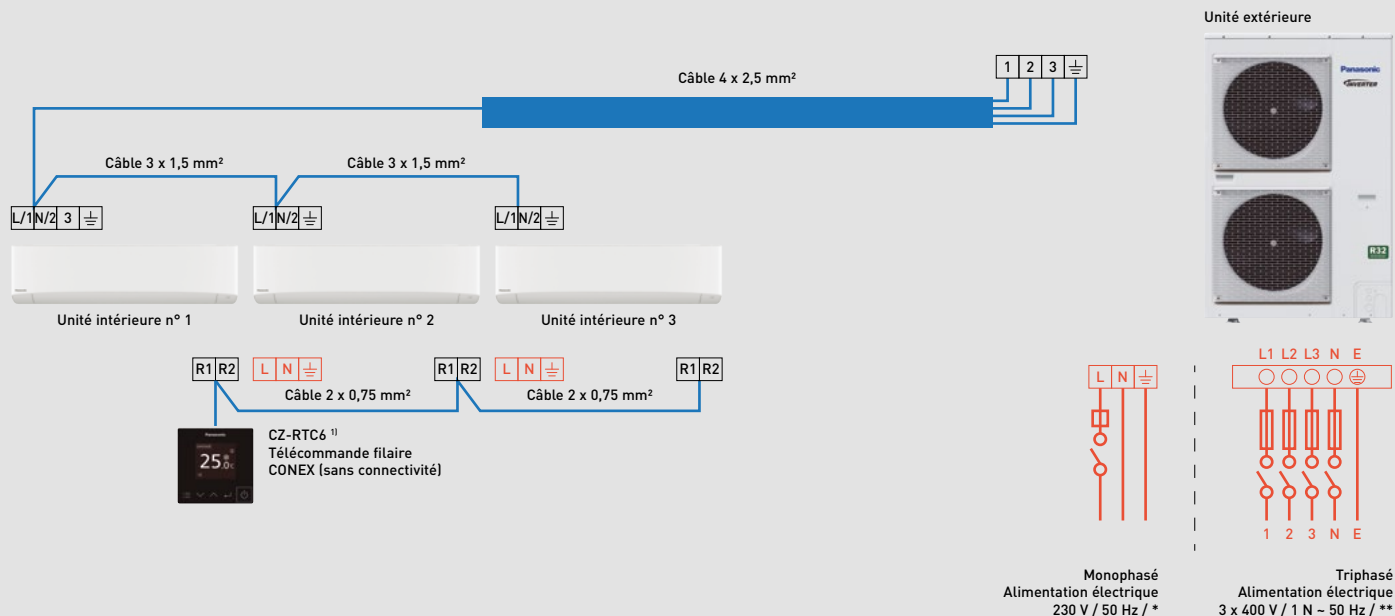 Unité extérieure
Panasonic
INVERTER
R32
1 2 3
Câble 4 x 2,5 mm²
Câble 3 x 1,5 mm²
Câble 3 x 1,5 mm²
L/1 N/2 3
L/1 N/2
L/1 N/2
Unité intérieure n° 1
Unité intérieure n° 2
Unité intérieure n° 3
R1 R2
L N
R1 R2
L N
R1 R2
Câble 2 x 0,75 mm²
Câble 2 x 0,75 mm²
Panasonic
25.0c
CZ-RTC6 ¹⁾
Télécommande filaire
CONEX (sans connectivité)
L N
L1 L2 L3 N E
1 2 3 N E
Monophasé
Alimentation électrique
230 V / 50 Hz / *
Triphasé
Alimentation électrique
3 x 400 V / 1 N ~ 50 Hz / **